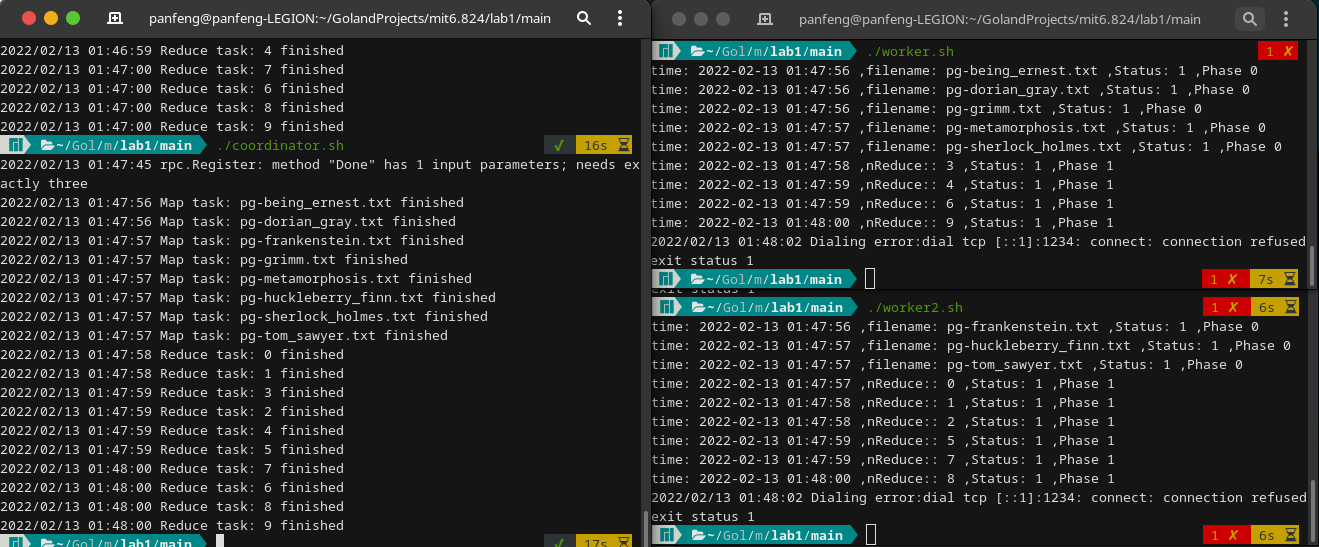 panfeng@panfeng-LEGION:~/GolandProjects/mit6.824/lab1/main
2022/02/13 01:46:59 Reduce task: 4 finished
2022/02/13 01:47:00 Reduce task: 7 finished
2022/02/13 01:47:00 Reduce task: 6 finished
2022/02/13 01:47:00 Reduce task: 8 finished
2022/02/13 01:47:00 Reduce task: 9 finished
~/Gol/m/lab1/main ./coordinator.sh ✓ 16s
2022/02/13 01:47:45 rpc.Register: method "Done" has 1 input parameters; needs ex
actly three
2022/02/13 01:47:56 Map task: pg-being_ernest.txt finished
2022/02/13 01:47:56 Map task: pg-dorian_gray.txt finished
2022/02/13 01:47:57 Map task: pg-frankenstein.txt finished
2022/02/13 01:47:57 Map task: pg-grimm.txt finished
2022/02/13 01:47:57 Map task: pg-metamorphosis.txt finished
2022/02/13 01:47:57 Map task: pg-huckleberry_finn.txt finished
2022/02/13 01:47:57 Map task: pg-sherlock_holmes.txt finished
2022/02/13 01:47:57 Map task: pg-tom_sawyer.txt finished
2022/02/13 01:47:58 Reduce task: 0 finished
2022/02/13 01:47:58 Reduce task: 1 finished
2022/02/13 01:47:59 Reduce task: 3 finished
2022/02/13 01:47:59 Reduce task: 2 finished
2022/02/13 01:47:59 Reduce task: 4 finished
2022/02/13 01:47:59 Reduce task: 5 finished
2022/02/13 01:48:00 Reduce task: 7 finished
2022/02/13 01:48:00 Reduce task: 6 finished
2022/02/13 01:48:00 Reduce task: 8 finished
2022/02/13 01:48:00 Reduce task: 9 finished
~/Gol/m/lab1/main ✓ 17s
panfeng@panfeng-LEGION:~/GolandProjects/mit6.824/lab1/main
~/Gol/m/lab1/main ./worker.sh 1 ✗
time: 2022-02-13 01:47:56 ,filename: pg-being_ernest.txt ,Status: 1 ,Phase 0
time: 2022-02-13 01:47:56 ,filename: pg-dorian_gray.txt ,Status: 1 ,Phase 0
time: 2022-02-13 01:47:56 ,filename: pg-grimm.txt ,Status: 1 ,Phase 0
time: 2022-02-13 01:47:57 ,filename: pg-metamorphosis.txt ,Status: 1 ,Phase 0
time: 2022-02-13 01:47:57 ,filename: pg-sherlock_holmes.txt ,Status: 1 ,Phase 0
time: 2022-02-13 01:47:58 ,nReduce:: 3 ,Status: 1 ,Phase 1
time: 2022-02-13 01:47:59 ,nReduce:: 4 ,Status: 1 ,Phase 1
time: 2022-02-13 01:47:59 ,nReduce:: 6 ,Status: 1 ,Phase 1
time: 2022-02-13 01:48:00 ,nReduce:: 9 ,Status: 1 ,Phase 1
2022/02/13 01:48:02 Dialing error:dial tcp [::1]:1234: connect: connection refused
exit status 1
~/Gol/m/lab1/main 1 ✗ 7s
exit status 1
~/Gol/m/lab1/main ./worker2.sh 1 ✗ 6s
time: 2022-02-13 01:47:56 ,filename: pg-frankenstein.txt ,Status: 1 ,Phase 0
time: 2022-02-13 01:47:57 ,filename: pg-huckleberry_finn.txt ,Status: 1 ,Phase 0
time: 2022-02-13 01:47:57 ,filename: pg-tom_sawyer.txt ,Status: 1 ,Phase 0
time: 2022-02-13 01:47:57 ,nReduce:: 0 ,Status: 1 ,Phase 1
time: 2022-02-13 01:47:58 ,nReduce:: 1 ,Status: 1 ,Phase 1
time: 2022-02-13 01:47:58 ,nReduce:: 2 ,Status: 1 ,Phase 1
time: 2022-02-13 01:47:59 ,nReduce:: 5 ,Status: 1 ,Phase 1
time: 2022-02-13 01:47:59 ,nReduce:: 7 ,Status: 1 ,Phase 1
time: 2022-02-13 01:48:00 ,nReduce:: 8 ,Status: 1 ,Phase 1
2022/02/13 01:48:02 Dialing error:dial tcp [::1]:1234: connect: connection refused
exit status 1
~/Gol/m/lab1/main 1 ✗ 6s